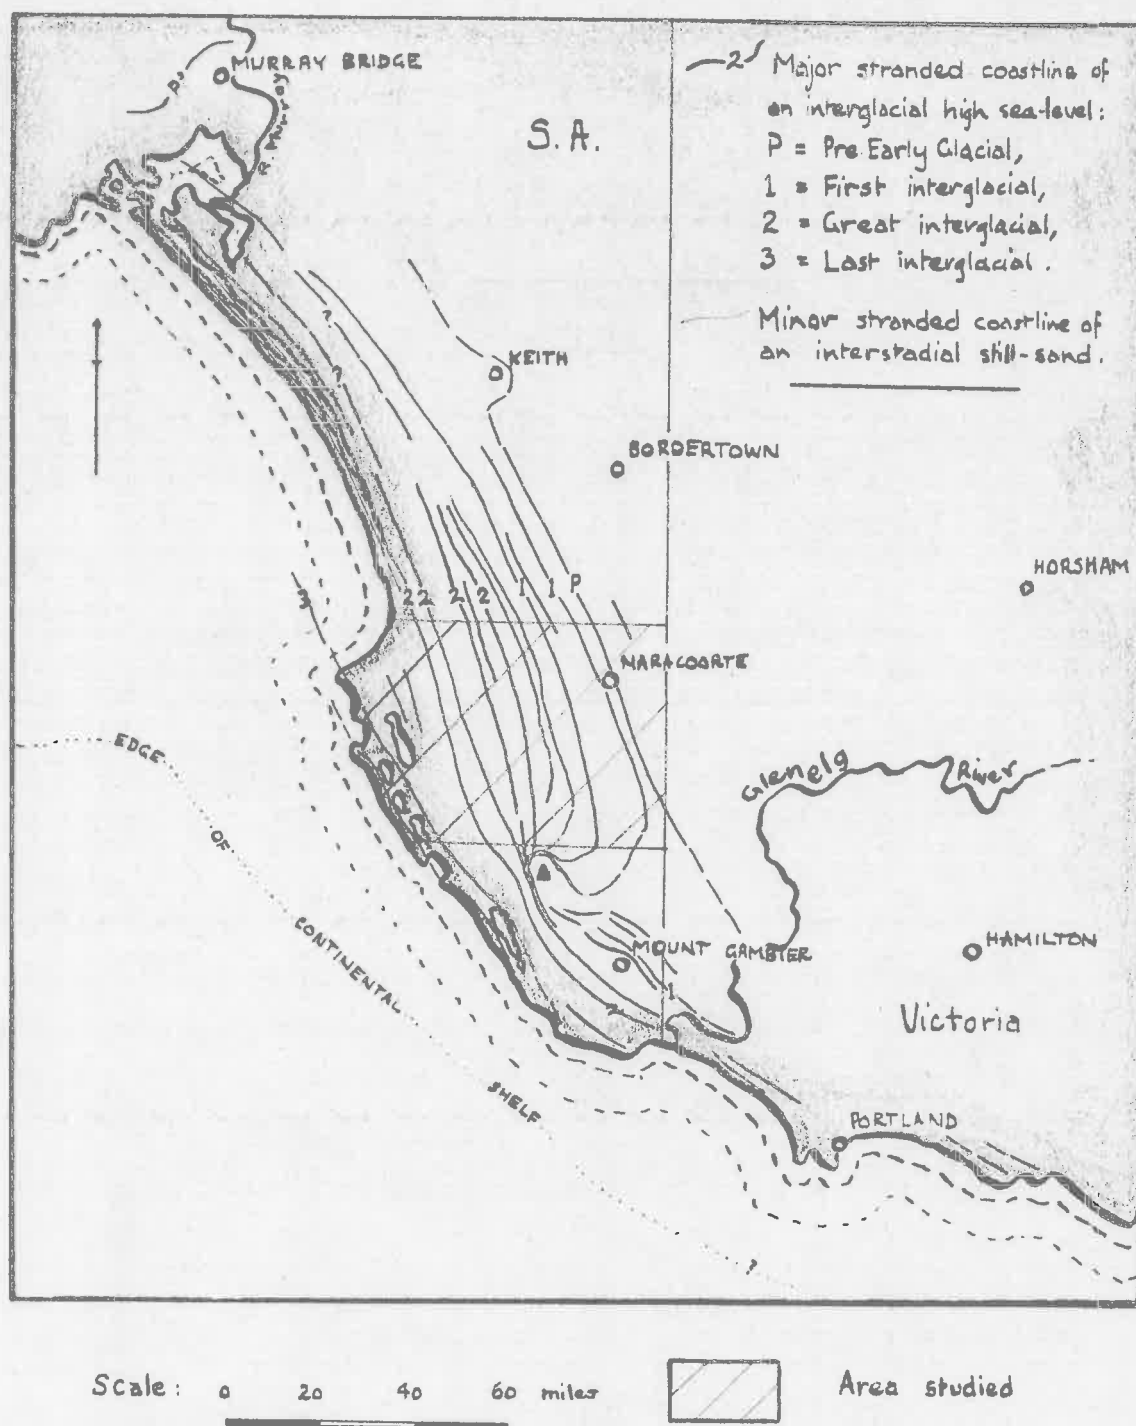 P?
MURRAY BRIDGE
R. Murray
S.A.
2
Major stranded coastline of
an interglacial high sea-level:
P = Pre Early Glacial,
1 = First interglacial,
2 = Great interglacial,
3 = Last interglacial.
Minor stranded coastline of
an interstadial still-sand.
?
KEITH
?
BORDERTOWN
HORSHAM
3
2 2 2 2 1 1 P
NARACOORTE
EDGE
OF
CONTINENTAL
SHELF
?
Glenelg
River
MOUNT GAMBIER
HAMILTON
1
2
Victoria
PORTLAND
Scale: 0 20 40 60 miles
Area studied